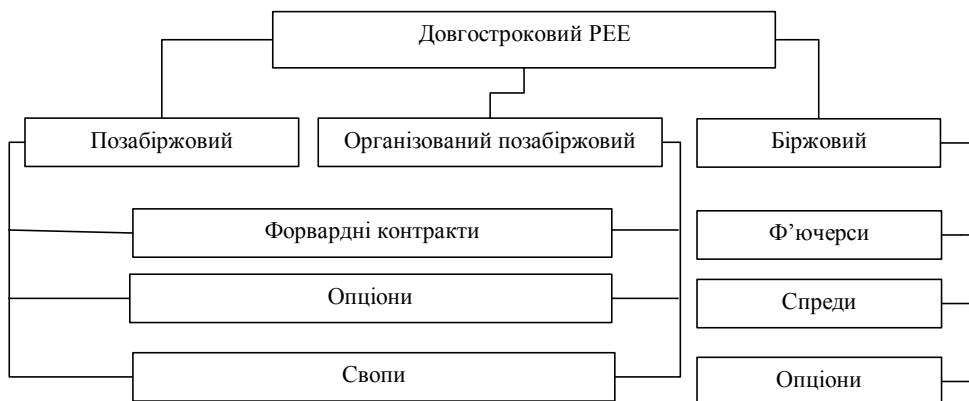 Довгостроковий РЕЕ
Позабіржовий
Організований позабіржовий
Біржовий
Форвардні контракти
Ф’ючерси
Опціони
Спреди
Свопи
Опціони